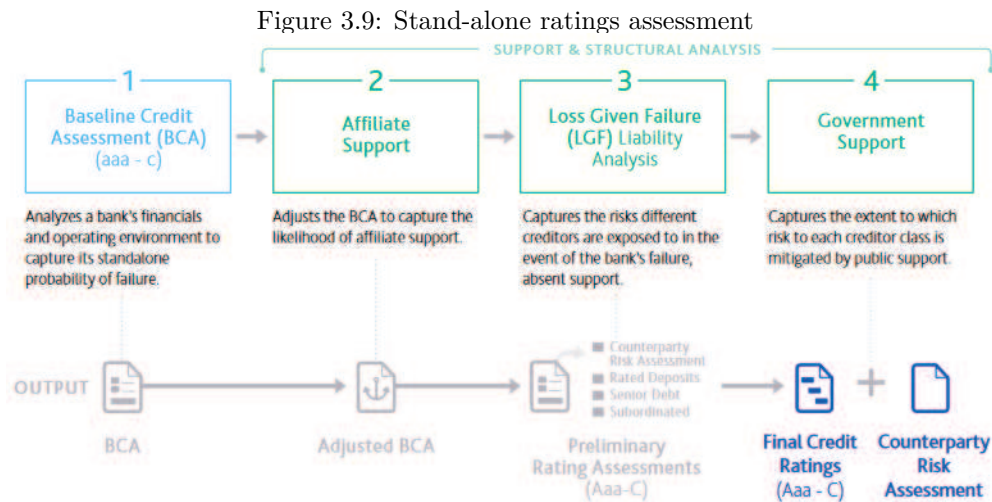 Figure 3.9: Stand-alone ratings assessment
SUPPORT & STRUCTURAL ANALYSIS
1
Baseline Credit
Assessment (BCA)
(aaa - c)
Analyzes a bank's financials
and operating environment to
capture its standalone
probability of failure.
2
Affiliate
Support
Adjusts the BCA to capture the
likelihood of affiliate support.
3
Loss Given Failure
(LGF) Liability
Analysis
Captures the risks different
creditors are exposed to in the
event of the bank's failure,
absent support.
4
Government
Support
Captures the extent to which
risk to each creditor class is
mitigated by public support.
OUTPUT
BCA
Adjusted BCA
Counterparty
Risk Assessment
Rated Deposits
Senior Debt
Subordinated
Preliminary
Rating Assessments
(Aaa-C)
Final Credit
Ratings
(Aaa - C)
+
Counterparty
Risk
Assessment